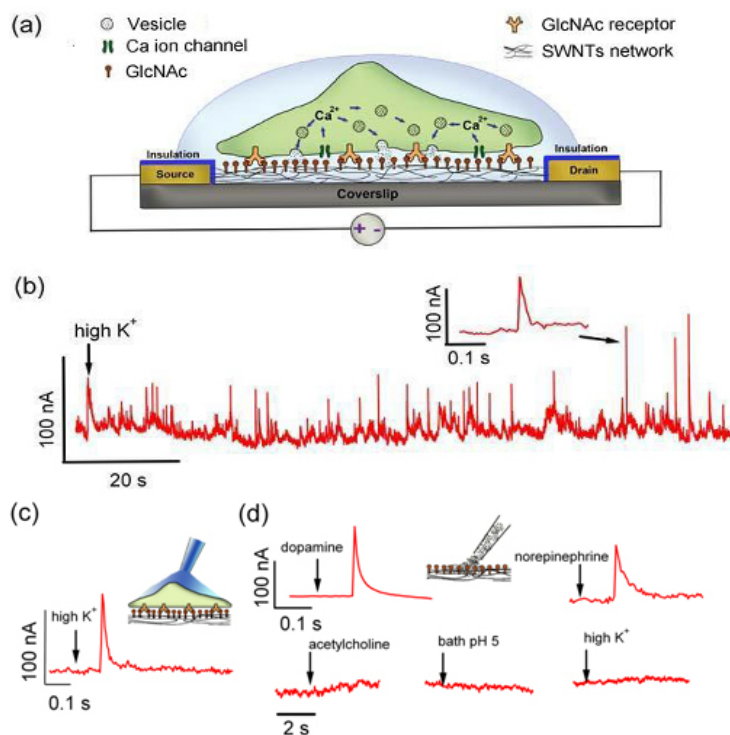 (a)
Vesicle
Ca ion channel
GlcNAc
GlcNAc receptor
SWNTs network
Ca2+
Ca2+
Insulation
Insulation
Source
Drain
Coverslip
+ -
(b)
high K+
100 nA
20 s
100 nA
0.1 s
(c)
high K+
100 nA
0.1 s
(d)
dopamine
100 nA
0.1 s
norepinephrine
acetylcholine
bath pH 5
high K+
2 s